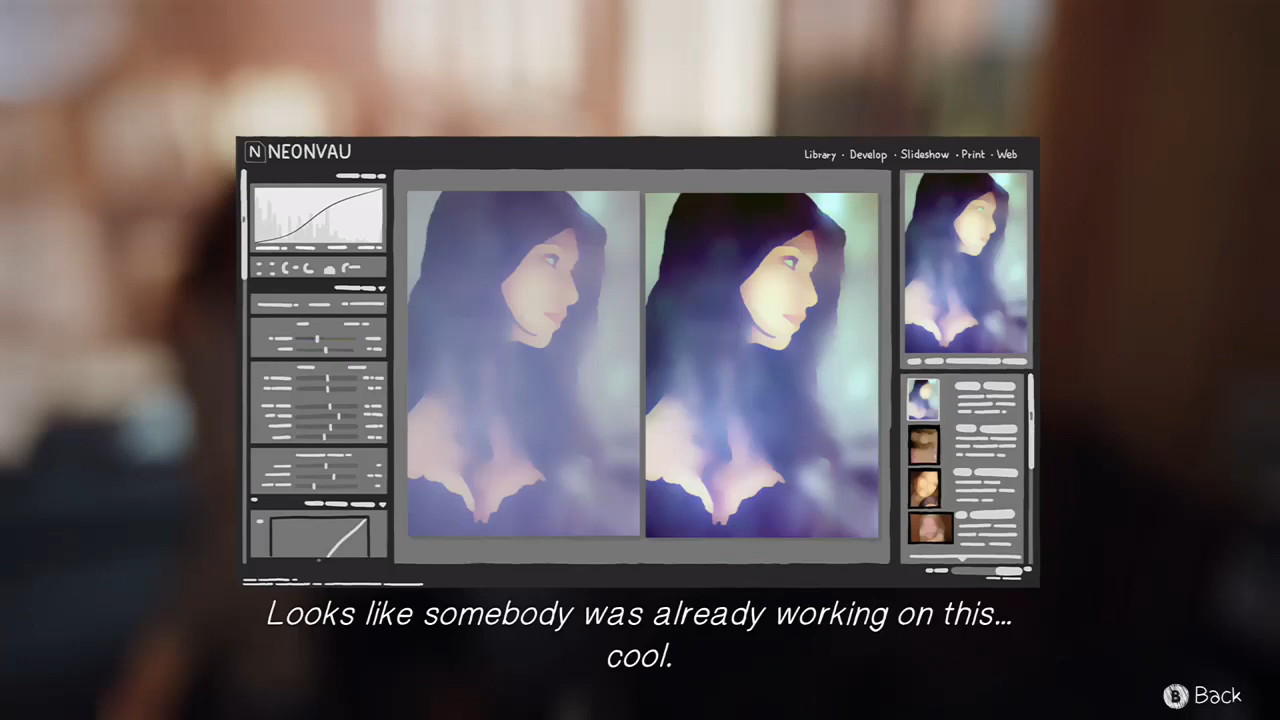 N NEONVAU
Library · Develop · Slideshow · Print · Web
Looks like somebody was already working on this...
cool.
B Back